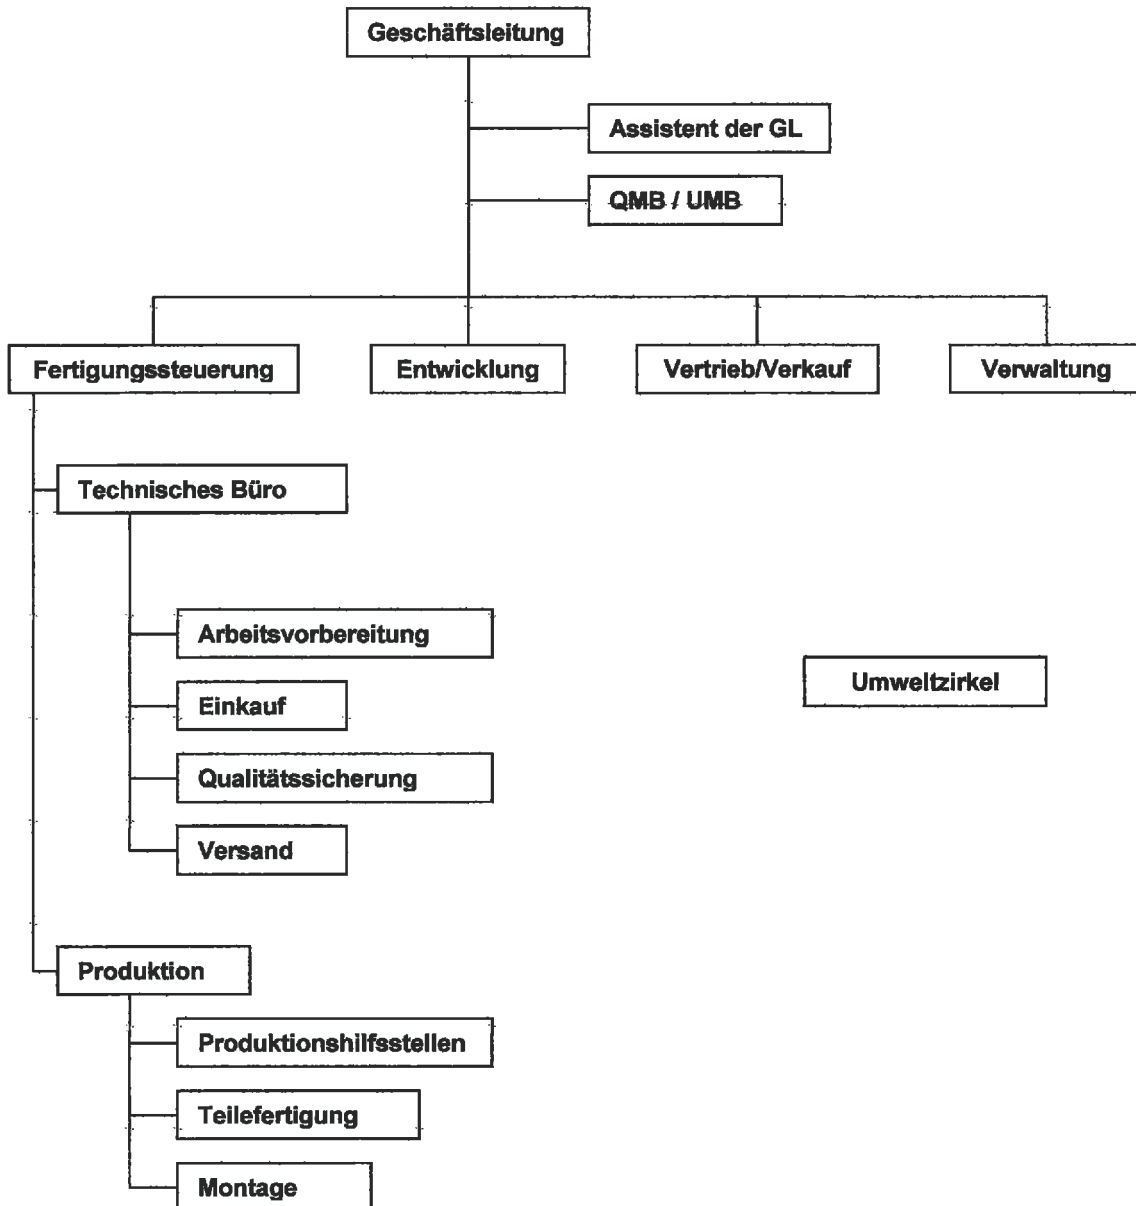 Geschäftsleitung
Assistent der GL
QMB / UMB
Fertigungssteuerung
Entwicklung
Vertrieb/Verkauf
Verwaltung
Technisches Büro
Arbeitsvorbereitung
Einkauf
Qualitätssicherung
Versand
Umweltzirkel
Produktion
Produktionshilfsstellen
Teilefertigung
Montage